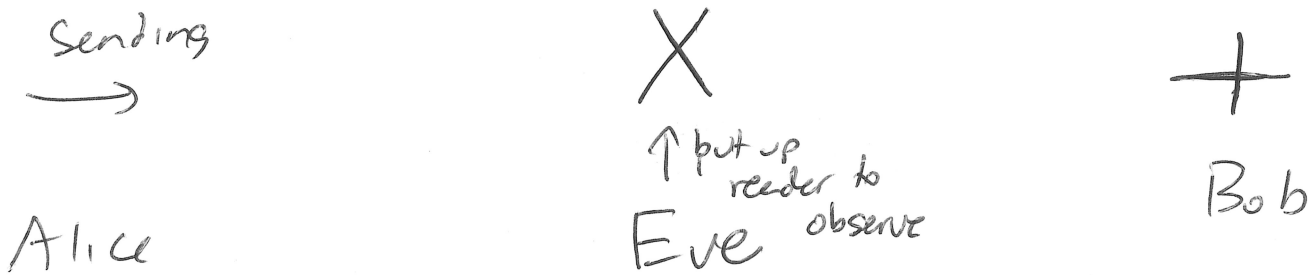 Sending
→
X
+
↑ put up
reader to
observe
Alice
Eve
Bob